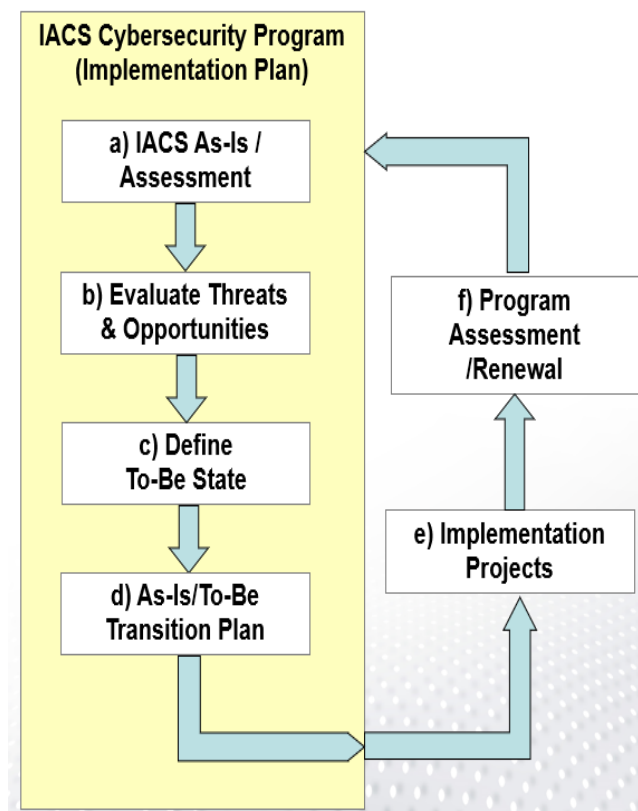 IACS Cybersecurity Program
(Implementation Plan)
a) IACS As-Is /
Assessment
b) Evaluate Threats
& Opportunities
c) Define
To-Be State
d) As-Is/To-Be
Transition Plan
e) Implementation
Projects
f) Program
Assessment
/Renewal